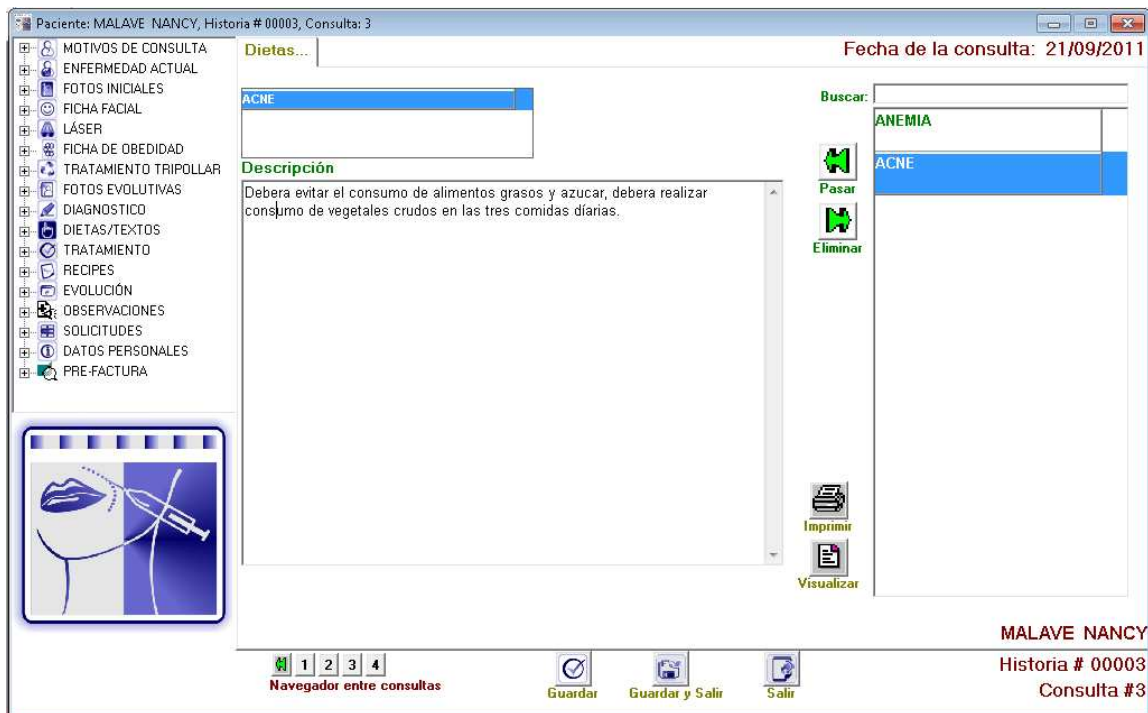 Paciente: MALAVE NANCY, Historia # 00003, Consulta: 3
MOTIVOS DE CONSULTA
ENFERMEDAD ACTUAL
FOTOS INICIALES
FICHA FACIAL
LÁSER
FICHA DE OBEDIDAD
TRATAMIENTO TRIPOLLAR
FOTOS EVOLUTIVAS
DIAGNOSTICO
DIETAS/TEXTOS
TRATAMIENTO
RECIPES
EVOLUCIÓN
OBSERVACIONES
SOLICITUDES
DATOS PERSONALES
PRE-FACTURA
Dietas...
Fecha de la consulta: 21/09/2011
ACNE
Descripción
Debera evitar el consumo de alimentos grasos y azucar, debera realizar
consumo de vegetales crudos en las tres comidas díarias.
Buscar:
Pasar
Eliminar
ANEMIA
ACNE
Imprimir
Visualizar
MALAVE NANCY
Historia # 00003
Consulta #3
1 2 3 4
Navegador entre consultas
Guardar
Guardar y Salir
Salir